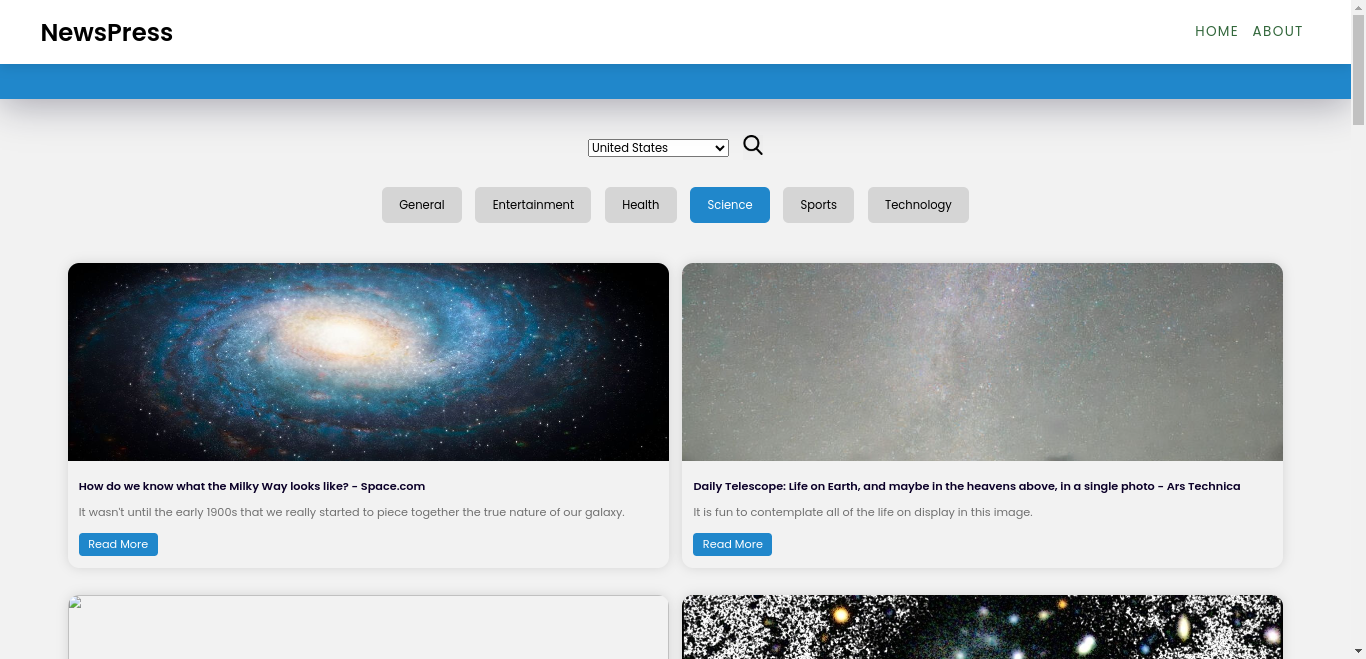 NewsPress
HOME ABOUT
United States
General Entertainment Health Science Sports Technology
How do we know what the Milky Way looks like? - Space.com
It wasn't until the early 1900s that we really started to piece together the true nature of our galaxy.
Read More
Daily Telescope: Life on Earth, and maybe in the heavens above, in a single photo - Ars Technica
It is fun to contemplate all of the life on display in this image.
Read More